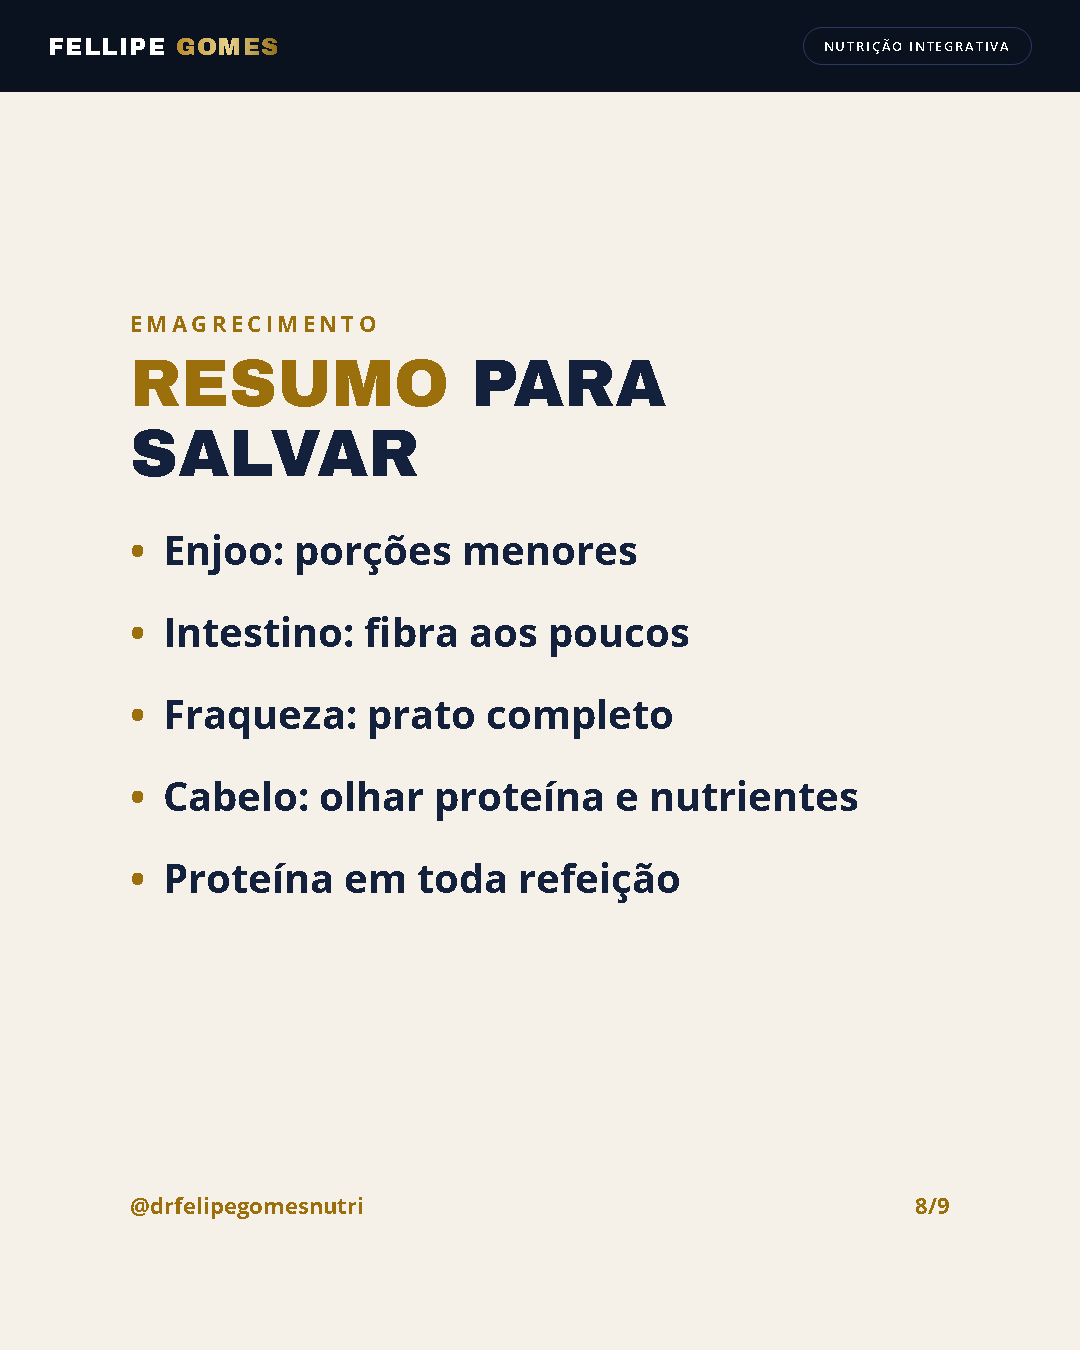 FELLIPE GOMES
NUTRIÇÃO INTEGRATIVA
EMAGRECIMENTO
RESUMO PARA
SALVAR
• Enjoo: porções menores
• Intestino: fibra aos poucos
• Fraqueza: prato completo
• Cabelo: olhar proteína e nutrientes
• Proteína em toda refeição
@drfelipegomesnutri
8/9